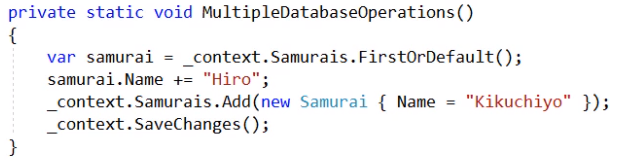 private static void MultipleDatabaseOperations()
{
    var samurai = _context.Samurais.FirstOrDefault();
    samurai.Name += "Hiro";
    _context.Samurais.Add(new Samurai { Name = "Kikuchiyo" });
    _context.SaveChanges();
}